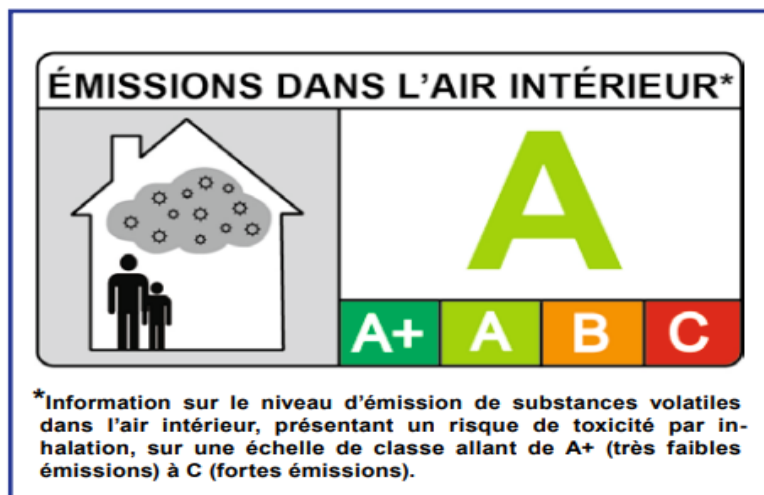 ÉMISSIONS DANS L'AIR INTÉRIEUR*
A
A+ A B C
*Information sur le niveau d'émission de substances volatiles
dans l'air intérieur, présentant un risque de toxicité par in-
halation, sur une échelle de classe allant de A+ (très faibles
émissions) à C (fortes émissions).